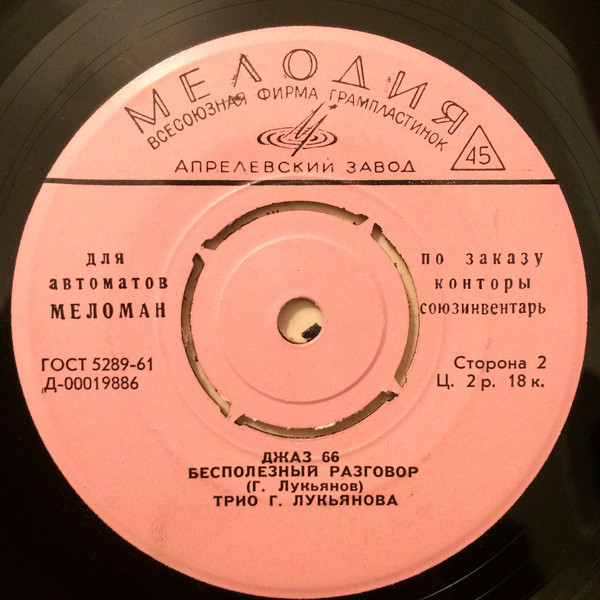 МЕЛОДИЯ
ВСЕСОЮЗНАЯ ФИРМА ГРАМПЛАСТИНОК
45
АПРЕЛЕВСКИЙ ЗАВОД
для
автоматов
МЕЛОМАН
по заказу
конторы
союзинвентарь
ГОСТ 5289-61
Д-00019886
Сторона 2
Ц. 2 р. 18 к.
ДЖАЗ 66
БЕСПОЛЕЗНЫЙ РАЗГОВОР
(Г. Лукьянов)
ТРИО Г. ЛУКЬЯНОВА